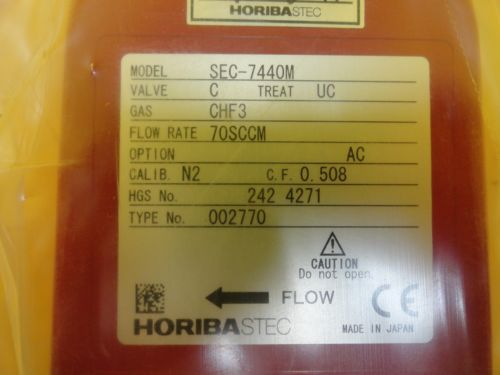 HORIBASTEC
MODEL SEC-7440M
VALVE C TREAT UC
GAS CHF3
FLOW RATE 70SCCM
OPTION AC
CALIB. N2 C.F. 0.508
HGS No. 242 4271
TYPE No. 002770
CAUTION
Do not open.
FLOW
HORIBASTEC
CE
MADE IN JAPAN